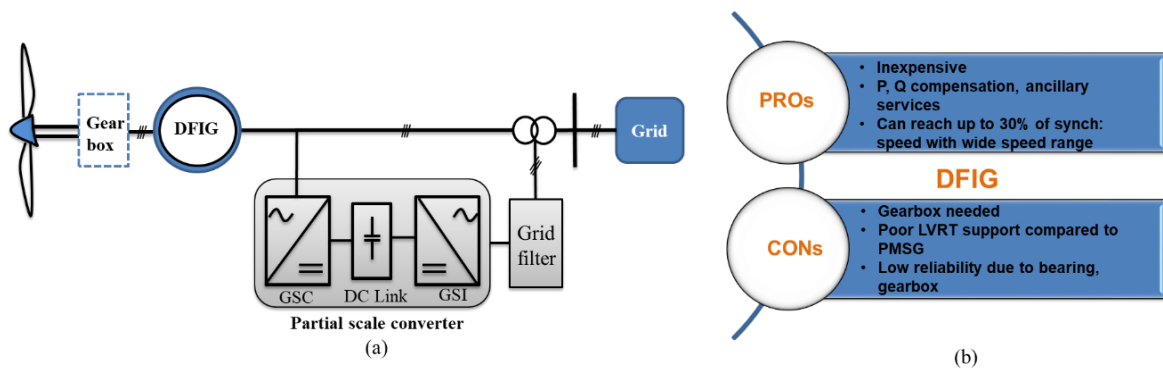 Gear
box
DFIG
Grid
GSC
DC Link
GSI
Grid
filter
Partial scale converter
(a)
PROs
• Inexpensive
• P, Q compensation, ancillary
services
• Can reach up to 30% of synch:
speed with wide speed range
DFIG
CONs
• Gearbox needed
• Poor LVRT support compared to
PMSG
• Low reliability due to bearing,
gearbox
(b)